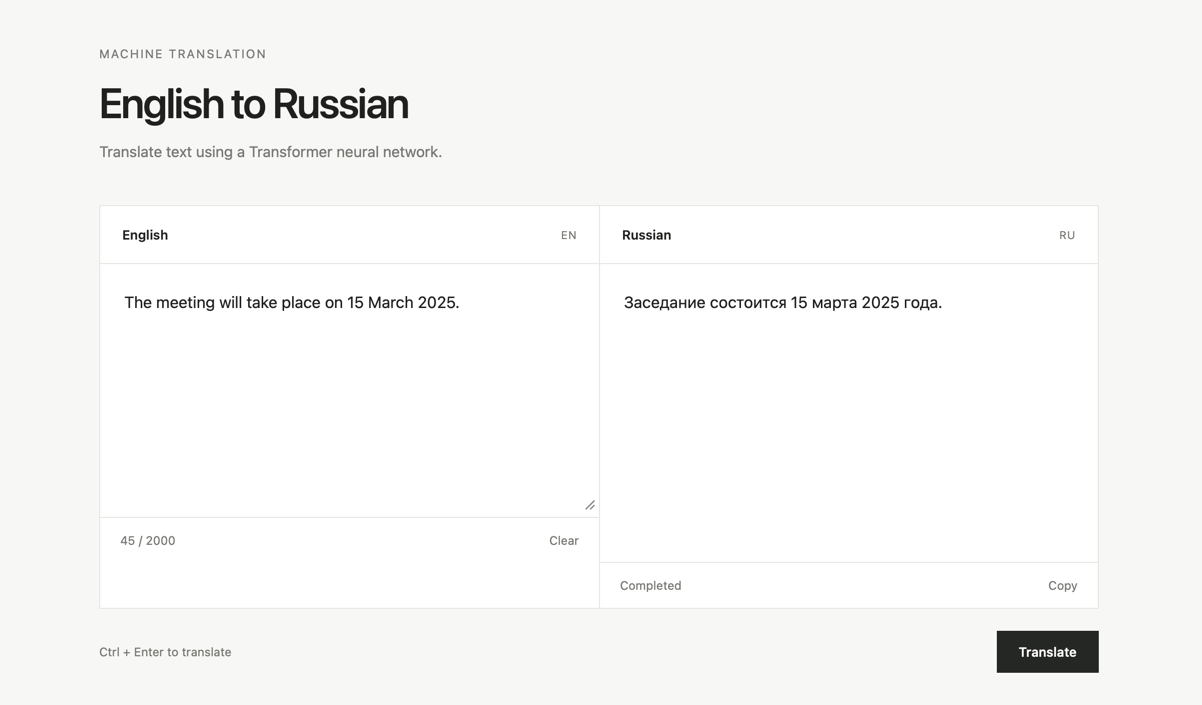 MACHINE TRANSLATION
English to Russian
Translate text using a Transformer neural network.
English
EN
The meeting will take place on 15 March 2025.
45 / 2000
Clear
Russian
RU
Заседание состоится 15 марта 2025 года.
Completed
Copy
Ctrl + Enter to translate
Translate